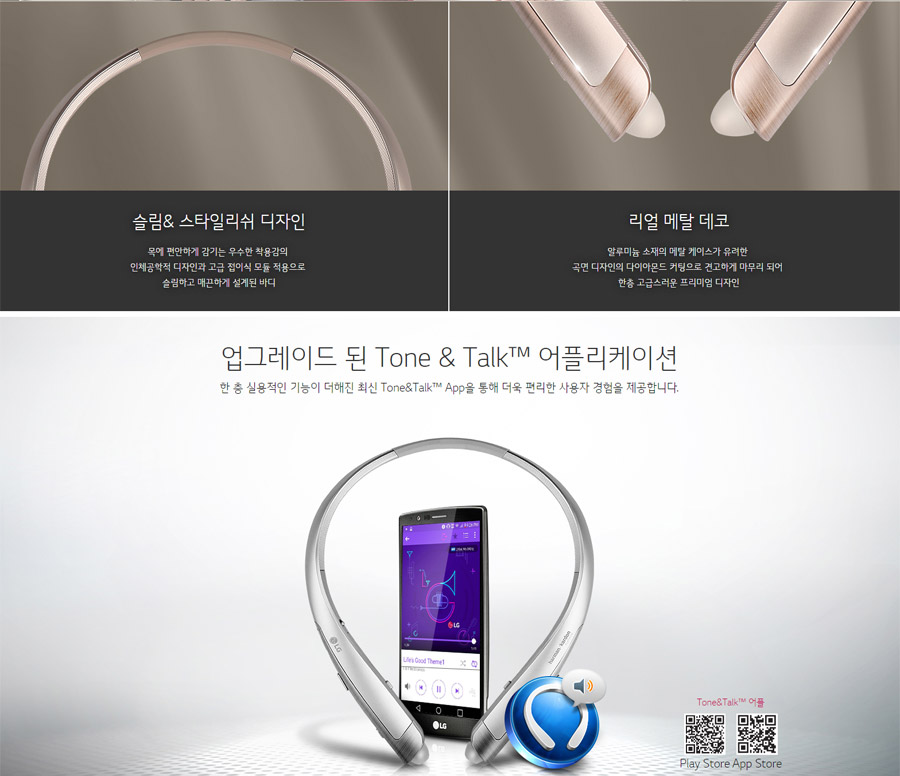 슬림& 스타일리쉬 디자인
목에 편안하게 감기는 우수한 착용감의
인체공학적 디자인과 고급 접이식 모듈 적용으로
슬림하고 매끈하게 설계된 바디
리얼 메탈 데코
알루미늄 소재의 메탈 케이스가 유려한
곡면 디자인의 다이아몬드 커팅으로 견고하게 마무리 되어
한층 고급스러운 프리미엄 디자인
업그레이드 된 Tone & Talk™ 어플리케이션
한 층 실용적인 기능이 더해진 최신 Tone&Talk™ App을 통해 더욱 편리한 사용자 경험을 제공합니다.
LG
Life's Good Theme1
LG
LG
harman/kardon
Tone&Talk™ 어플
Play Store App Store